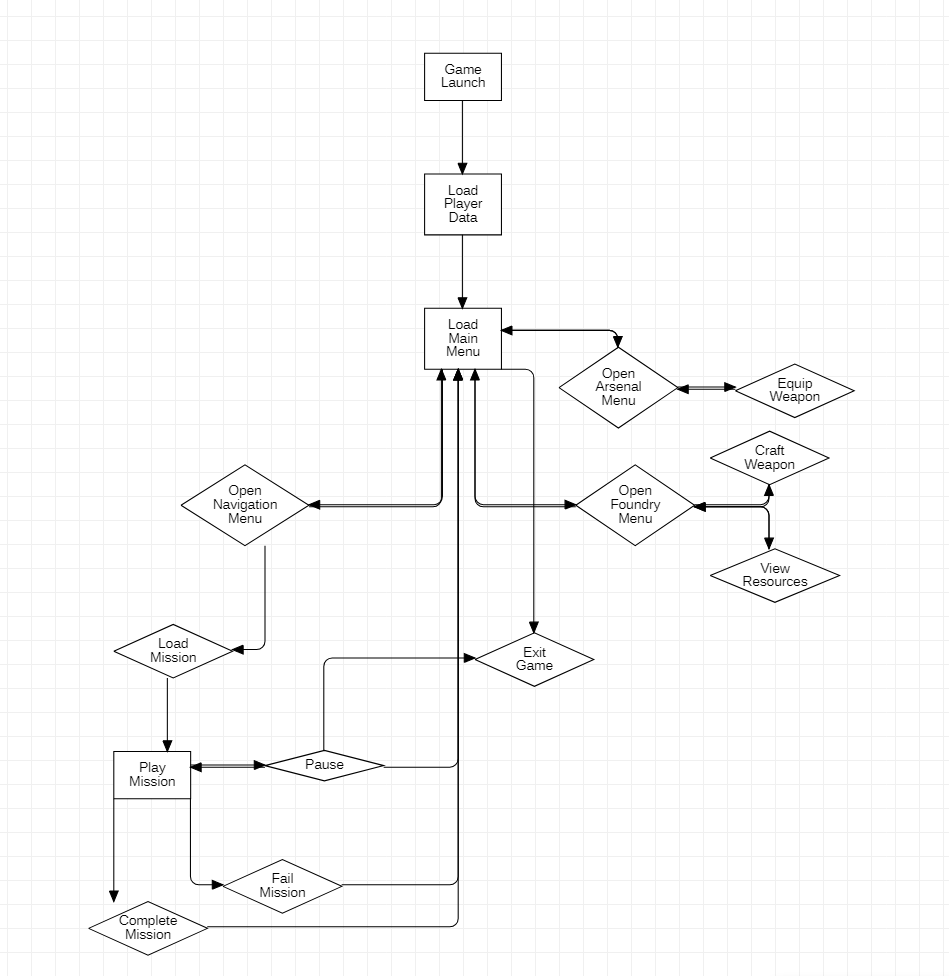 Game
Launch
Load
Player
Data
Load
Main
Menu
Open
Arsenal
Menu
Equip
Weapon
Craft
Weapon
Open
Navigation
Menu
Open
Foundry
Menu
View
Resources
Load
Mission
Exit
Game
Play
Mission
Pause
Fail
Mission
Complete
Mission